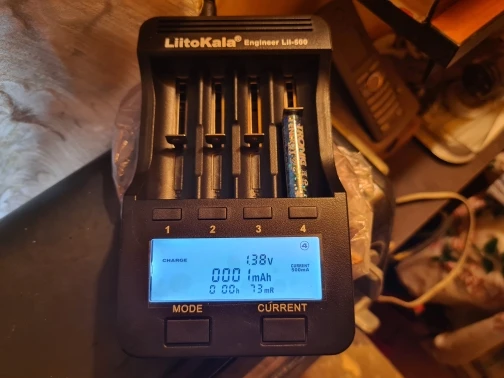 LiitoKala® Engineer Lii-500
1 2 3 4
④
CHARGE 1.38v
CURRENT
500mA
0001mAh
0:00h 73mR
MODE CURRENT